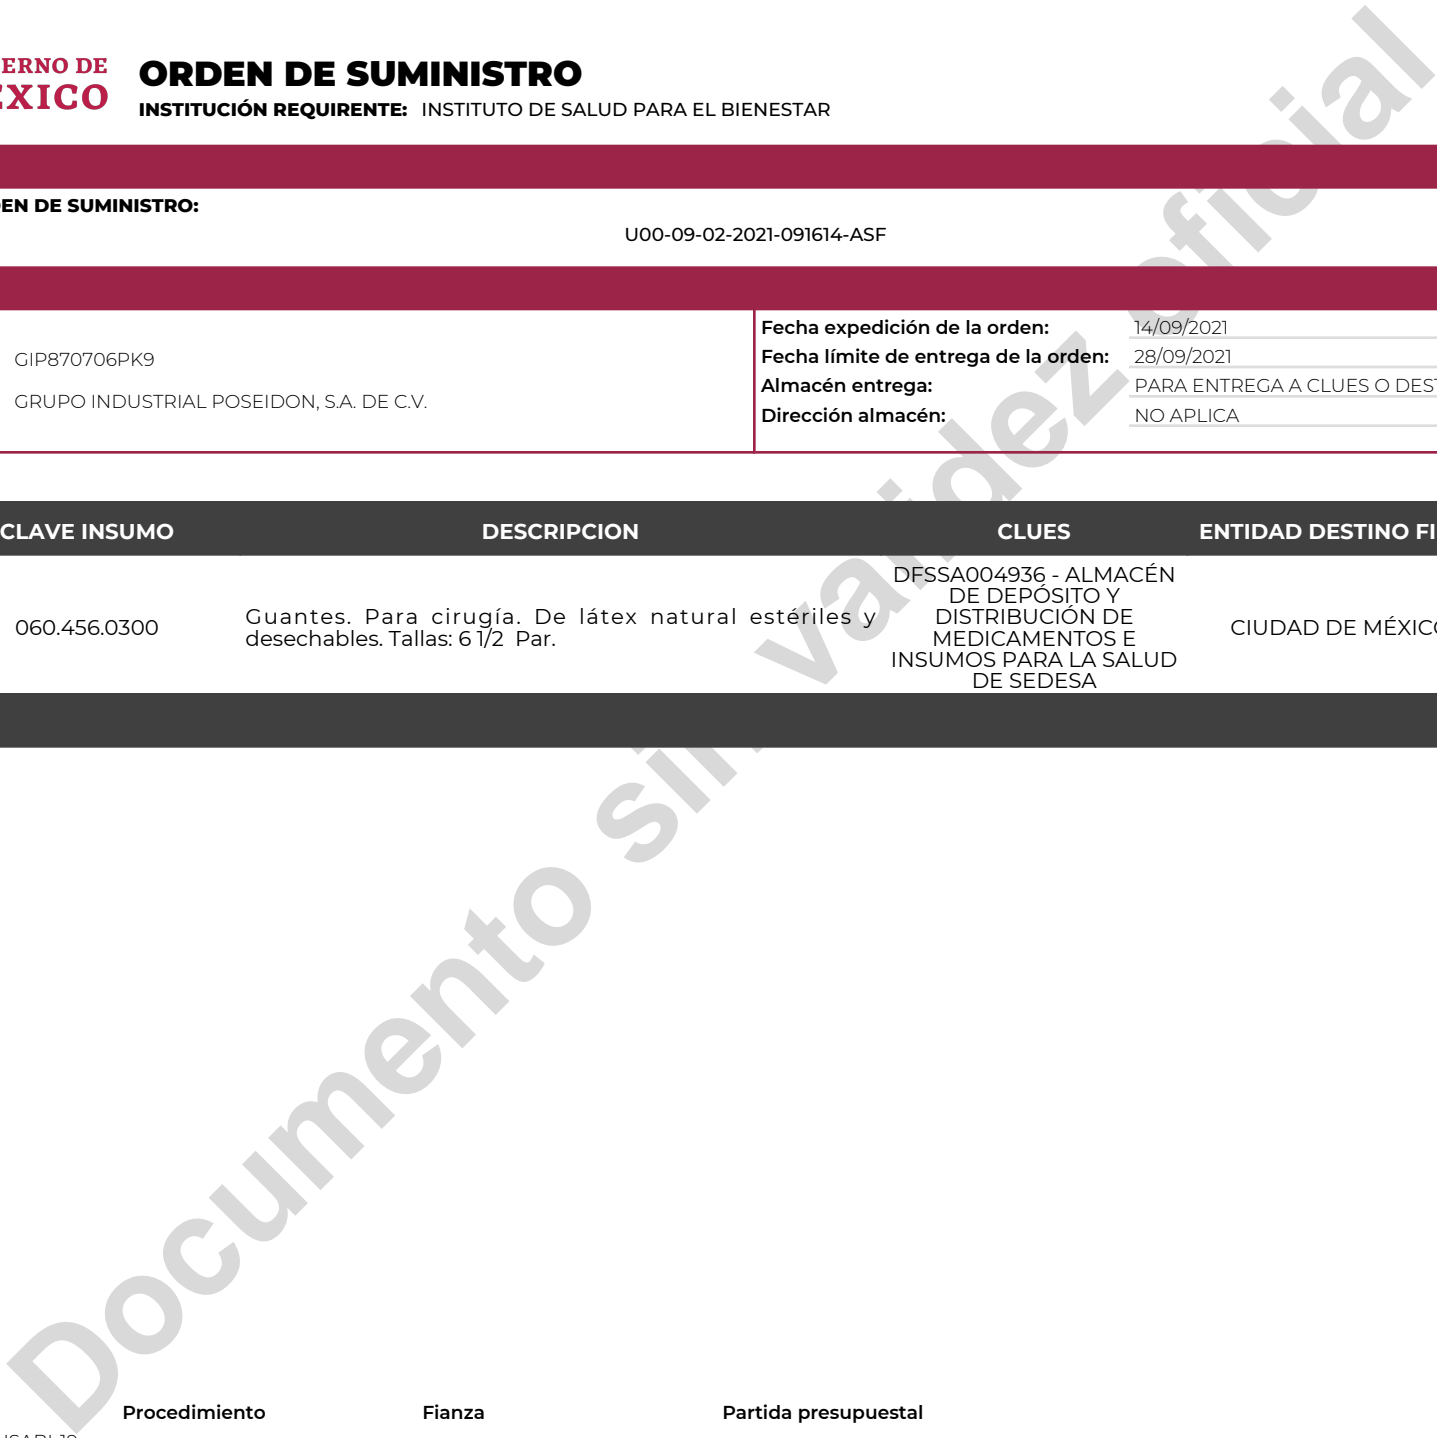 ERNO DE
ÉXICO
ORDEN DE SUMINISTRO
INSTITUCIÓN REQUIRENTE: INSTITUTO DE SALUD PARA EL BIENESTAR
EN DE SUMINISTRO:
U00-09-02-2021-091614-ASF
GIP870706PK9
GRUPO INDUSTRIAL POSEIDON, S.A. DE C.V.
Fecha expedición de la orden: 14/09/2021
Fecha límite de entrega de la orden: 28/09/2021
Almacén entrega: PARA ENTREGA A CLUES O DEST
Dirección almacén: NO APLICA
CLAVE INSUMO DESCRIPCION CLUES ENTIDAD DESTINO FI
060.456.0300
Guantes. Para cirugía. De látex natural estériles y
desechables. Tallas: 6 1/2 Par.
DFSSA004936 - ALMACÉN
DE DEPÓSITO Y
DISTRIBUCIÓN DE
MEDICAMENTOS E
INSUMOS PARA LA SALUD
DE SEDESA
CIUDAD DE MÉXICO
Documento sin validez oficial
Procedimiento Fianza Partida presupuestal